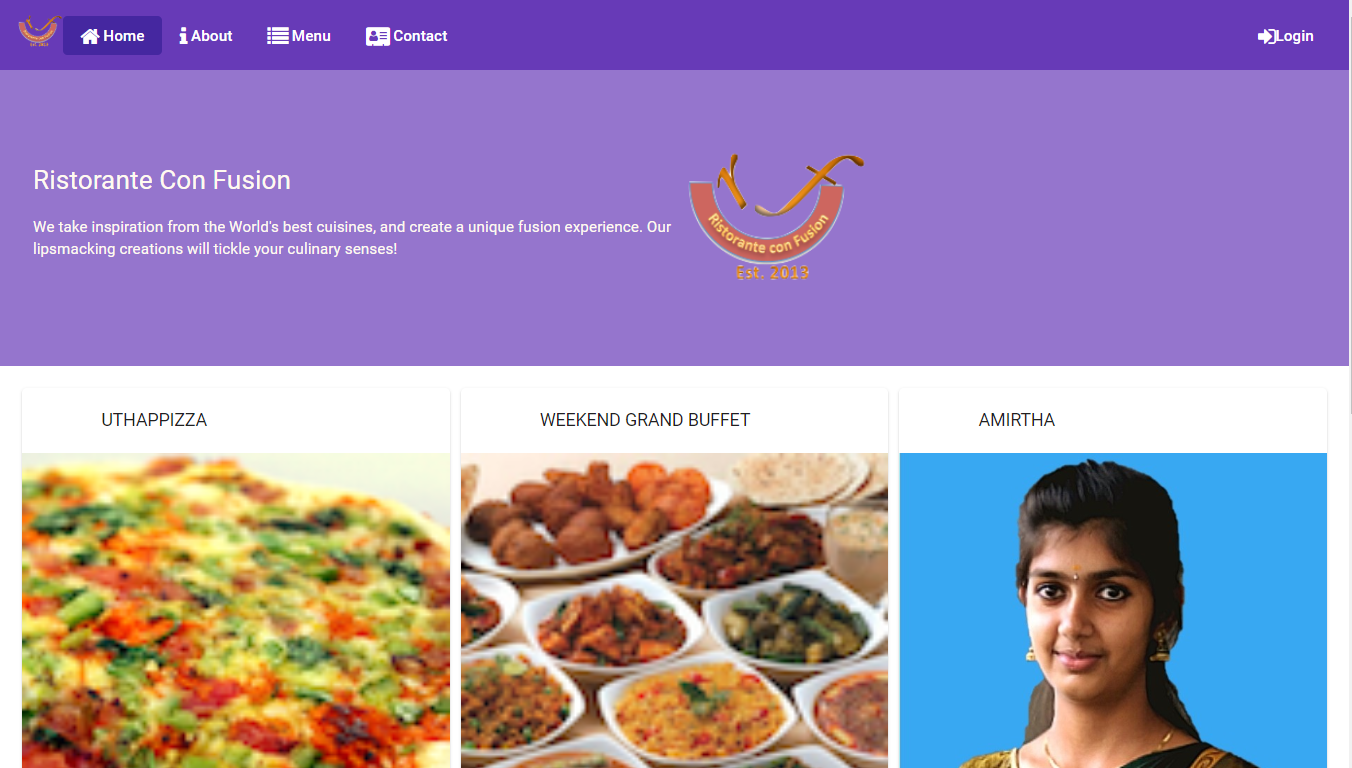 Home
About
Menu
Contact
Login
Ristorante Con Fusion
We take inspiration from the World's best cuisines, and create a unique fusion experience. Our
lipsmacking creations will tickle your culinary senses!
Ristorante con Fusion
Est. 2013
UTHAPPIZZA
WEEKEND GRAND BUFFET
AMIRTHA